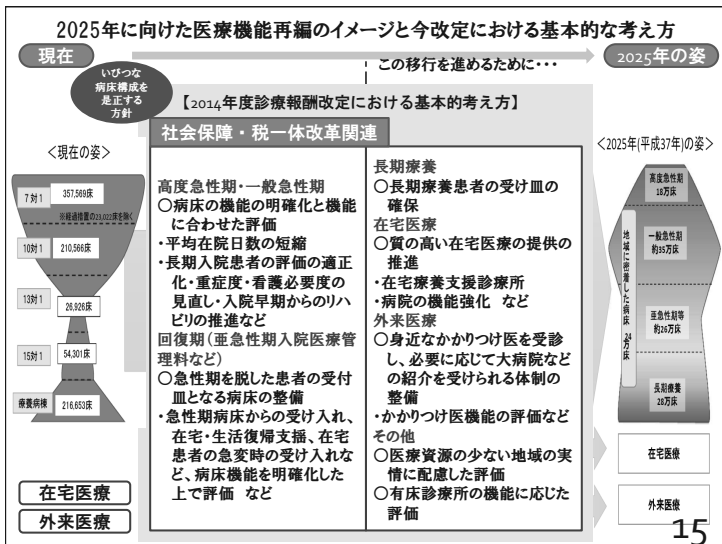 2025年に向けた医療機能再編のイメージと今改定における基本的な考え方
現在
この移行を進めるために・・・
2025年の姿
いびつな
病床構成を
是正する
方針
【2014年度診療報酬改定における基本的考え方】
社会保障・税一体改革関連
<現在の姿>
7対1
357,569床
※経過措置の23,022床を除く
10対1
210,566床
13対1
26,926床
15対1
54,301床
療養病棟
216,653床
在宅医療
外来医療
高度急性期・一般急性期
○病床の機能の明確化と機能
に合わせた評価
・平均在院日数の短縮
・長期入院患者の評価の適正
化・重症度・看護必要度の
見直し・入院早期からのリハ
ビリの推進など
回復期(亜急性期入院医療管
理料など)
○急性期を脱した患者の受付
皿となる病床の整備
・急性期病床からの受け入れ、
在宅・生活復帰支援、在宅
患者の急変時の受け入れな
ど、病床機能を明確化した
上で評価 など
長期療養
○長期療養患者の受け皿の
確保
在宅医療
○質の高い在宅医療の提供の
推進
・在宅療養支援診療所
・病院の機能強化 など
外来医療
○身近なかかりつけ医を受診
し、必要に応じて大病院など
の紹介を受けられる体制の
整備
・かかりつけ医機能の評価など
その他
○医療資源の少ない地域の実
情に配慮した評価
○有床診療所の機能に応じた
評価
<2025年(平成37年)の姿>
高度急性期
18万床
一般急性期
約35万床
亜急性期等
約26万床
長期療養
28万床
地域に密着した病床 24万床
在宅医療
外来医療
15